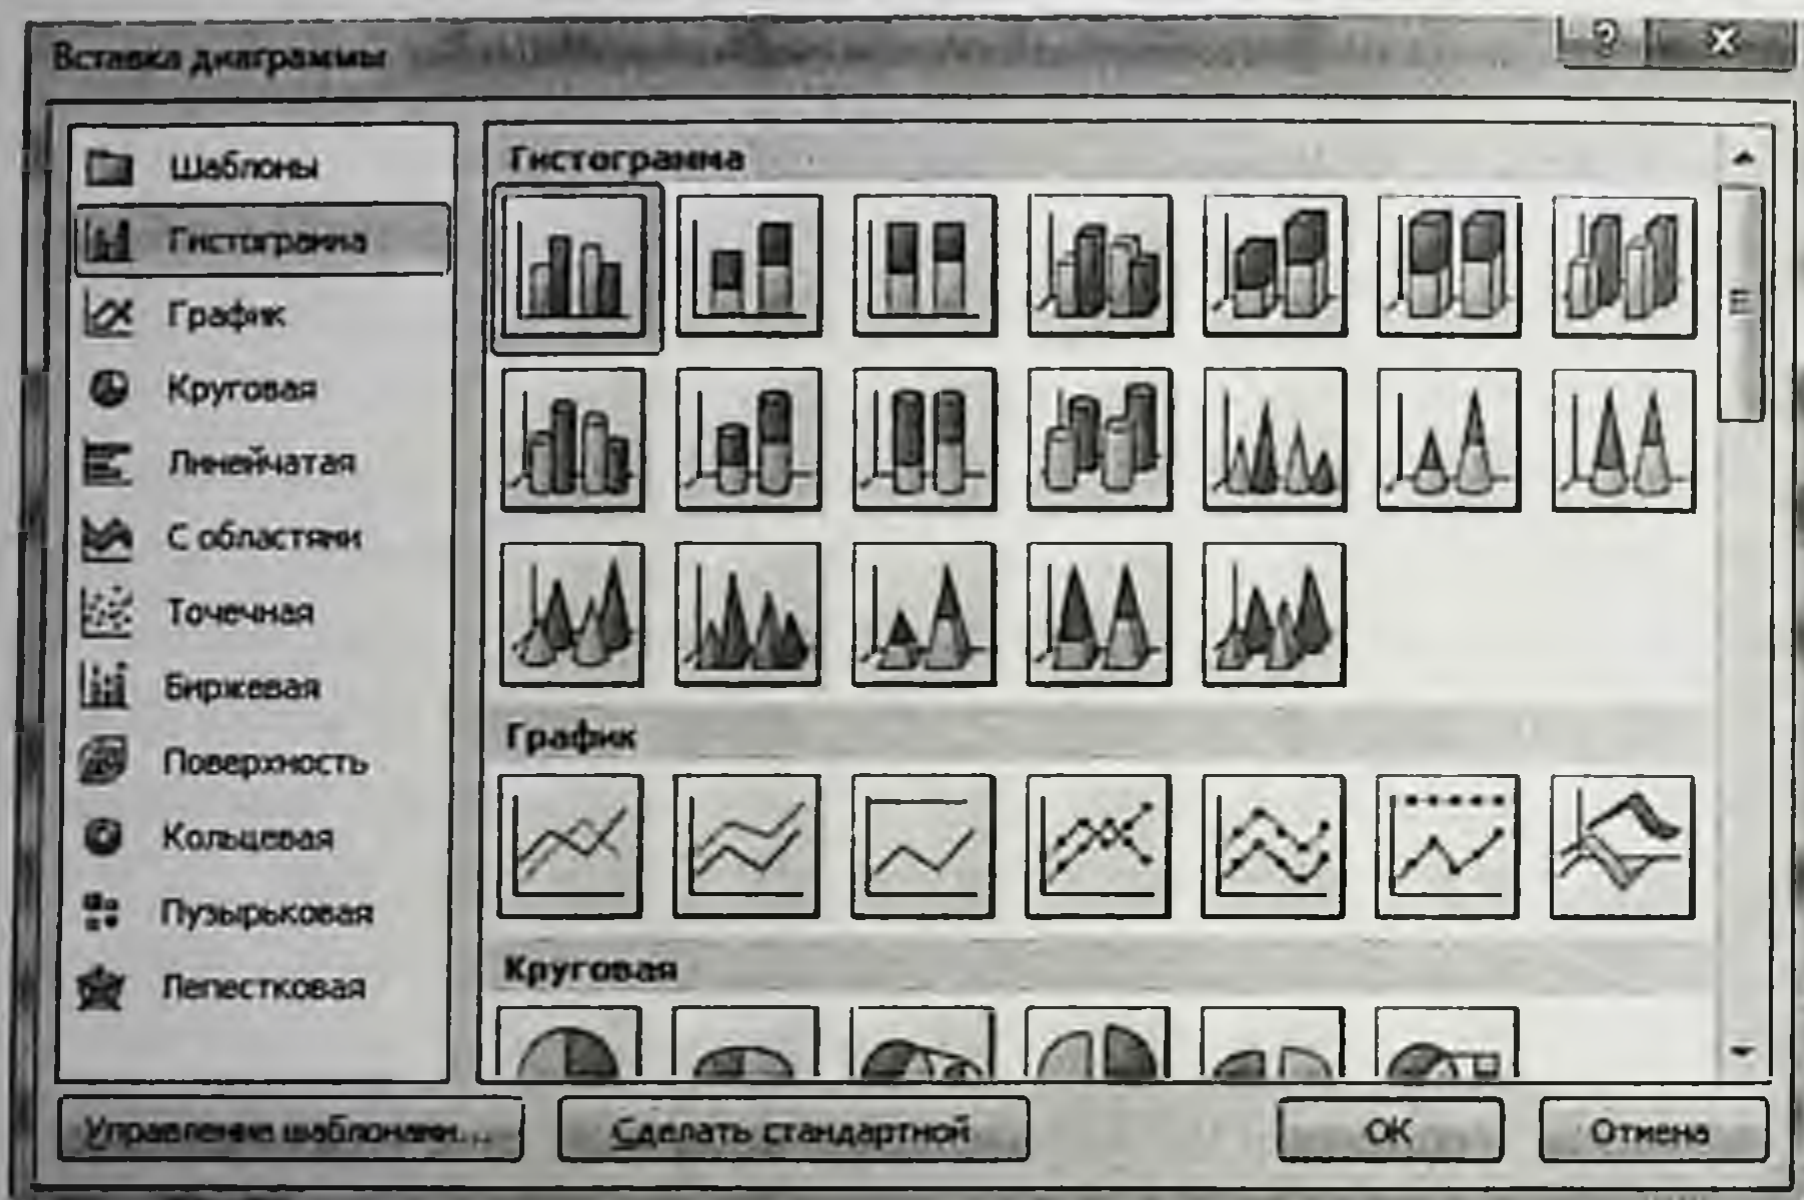 Вставка диаграммы
?
Шаблоны
Гистограмма
График
Круговая
Линейчатая
С областями
Точечная
Биржевая
Поверхность
Кольцевая
Пузырьковая
Лепестковая
Гистограмма
График
Круговая
Управление шаблонами...
Сделать стандартной
ОК
Отмена